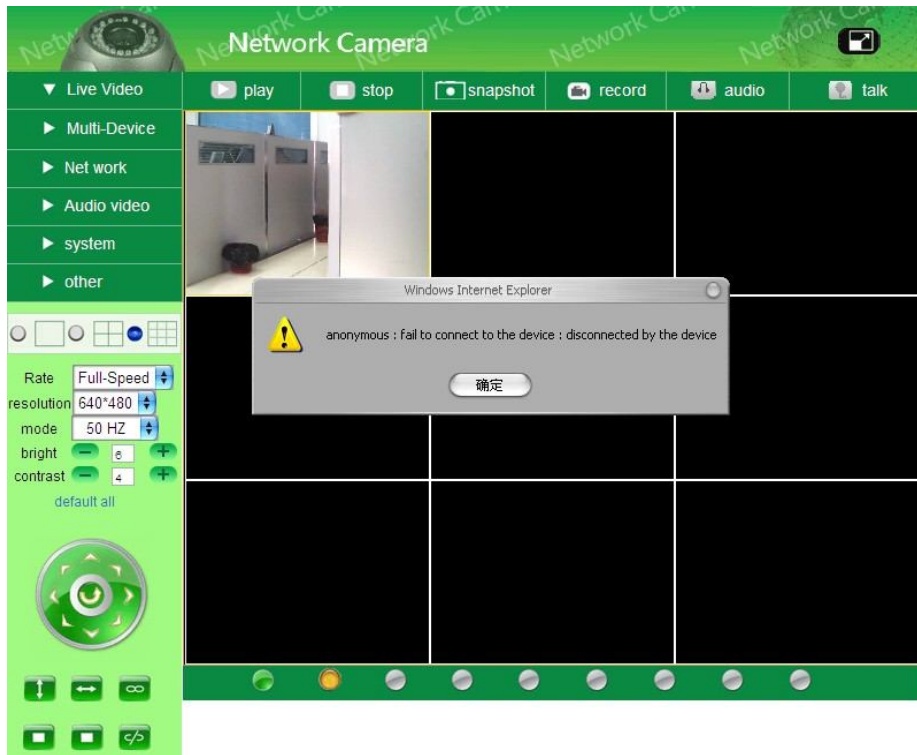 Network Camera
Network Camera
Network Camera
Network Camera
Network Camera
Live Video
play
stop
snapshot
record
audio
talk
Multi-Device
Net work
Audio video
system
other
Windows Internet Explorer
anonymous : fail to connect to the device : disconnected by the device
确定
Rate
Full-Speed
resolution
640*480
mode
50 HZ
bright
6
contrast
4
default all